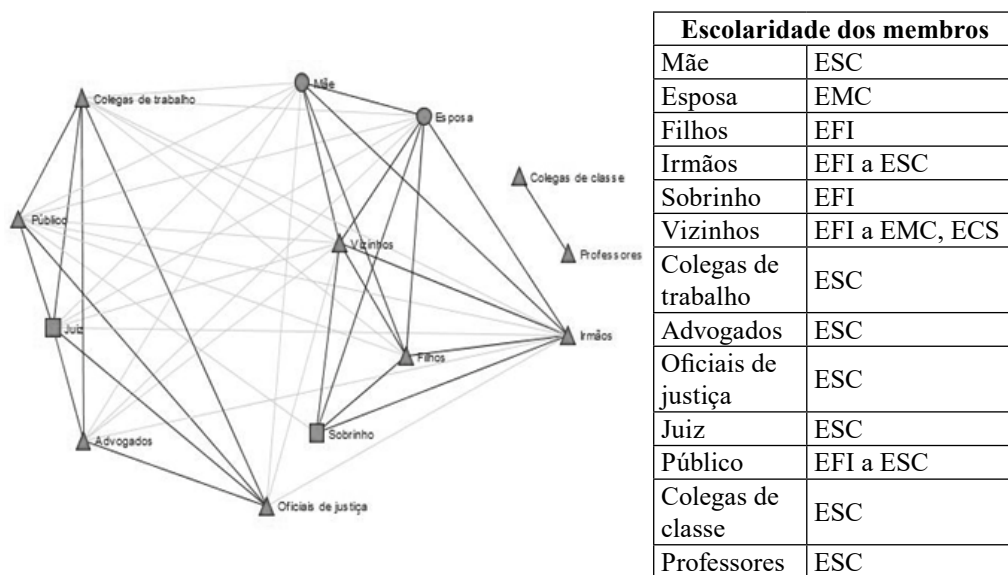 Mãe
Colegas de trabalho
Esposa
Colegas de classe
Público
Vizinhos
Professores
Juiz
Irmãos
Filhos
Sobrinho
Advogados
Oficiais de justiça
Escolaridade dos membros
Mãe ESC
Esposa EMC
Filhos EFI
Irmãos EFI a ESC
Sobrinho EFI
Vizinhos EFI a EMC, ECS
Colegas de
trabalho ESC
Advogados ESC
Oficiais de
justiça ESC
Juiz ESC
Público EFI a ESC
Colegas de
classe ESC
Professores ESC